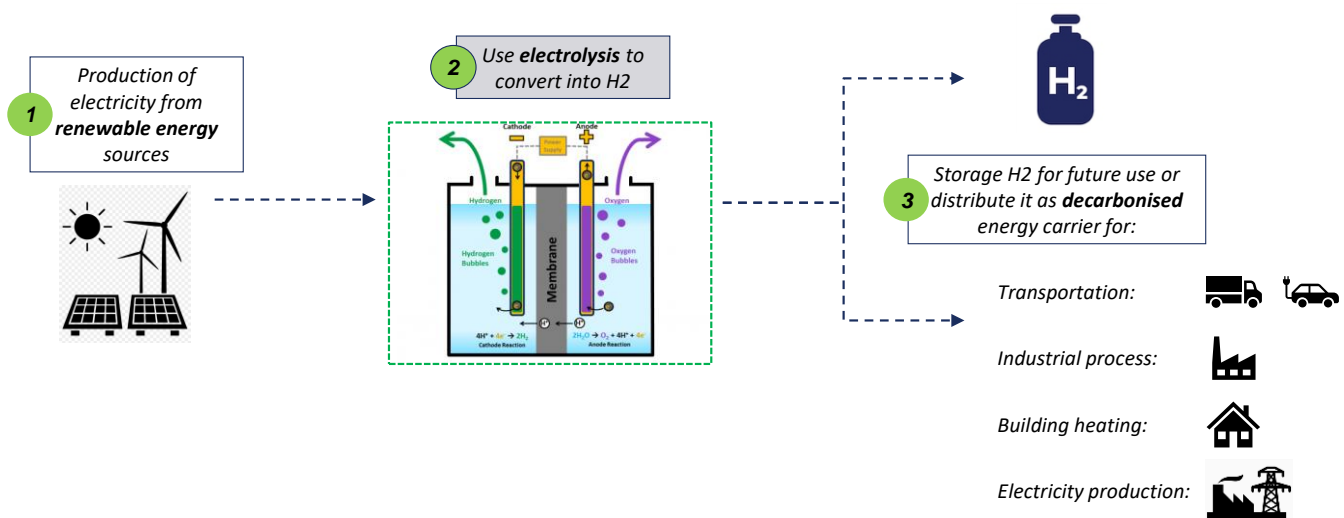 1
Production of
electricity from
renewable energy
sources
2
Use electrolysis to
convert into H2
Cathode
Anode
Power
Supply
Hydrogen
Oxygen
Hydrogen
Bubbles
Oxygen
Bubbles
Membrane
H⁺
H⁺
4H⁺ + 4e⁻ → 2H₂
Cathode Reaction
2H₂O → O₂ + 4H⁺ + 4e⁻
Anode Reaction
H₂
3
Storage H2 for future use or
distribute it as decarbonised
energy carrier for:
Transportation:
Industrial process:
Building heating:
Electricity production: